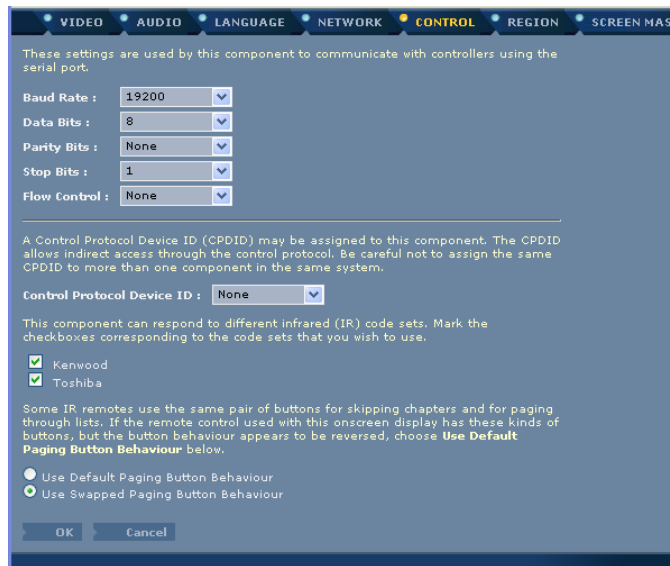 VIDEO AUDIO LANGUAGE NETWORK CONTROL REGION SCREEN MAS
These settings are used by this component to communicate with controllers using the
serial port.
Baud Rate : 19200
Data Bits : 8
Parity Bits : None
Stop Bits : 1
Flow Control : None
A Control Protocol Device ID (CPDID) may be assigned to this component. The CPDID
allows indirect access through the control protocol. Be careful not to assign the same
CPDID to more than one component in the same system.
Control Protocol Device ID : None
This component can respond to different infrared (IR) code sets. Mark the
checkboxes corresponding to the code sets that you wish to use.
Kenwood
Toshiba
Some IR remotes use the same pair of buttons for skipping chapters and for paging
through lists. If the remote control used with this onscreen display has these kinds of
buttons, but the button behaviour appears to be reversed, choose Use Default
Paging Button Behaviour below.
Use Default Paging Button Behaviour
Use Swapped Paging Button Behaviour
OK Cancel